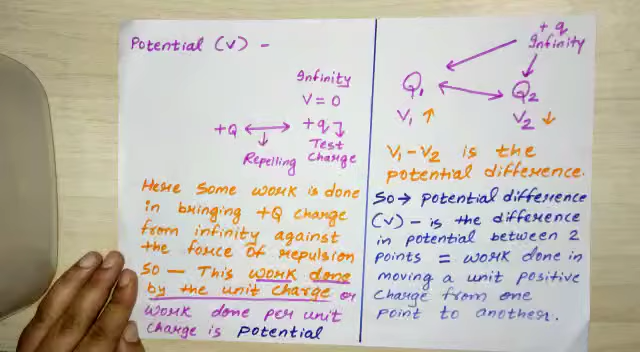 Potential (V) -
Infinity
V = 0
+Q
+q
Test
Charge
Repelling
Here some work is done
in bringing +Q charge
from infinity against
the force of repulsion
So - This work done
by the unit charge or
work done per unit
charge is potential
+q
Infinity
Q1
Q2
V1 ↑
V2 ↓
V1 - V2 is the
potential difference.
So → potential difference
(V) - is the difference
in potential between 2
points = work done in
moving a unit positive
charge from one
point to another.